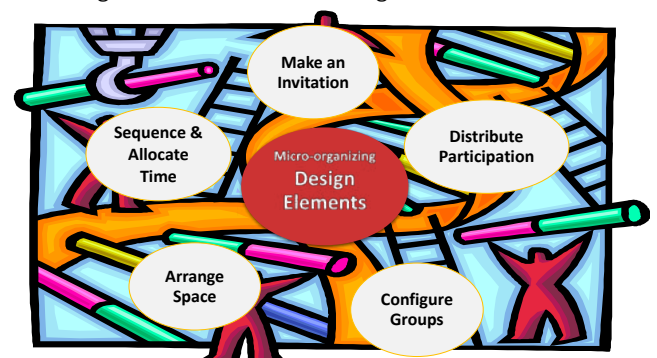 Make an
Invitation
Sequence &
Allocate
Time
Distribute
Participation
Micro-organizing
Design
Elements
Arrange
Space
Configure
Groups